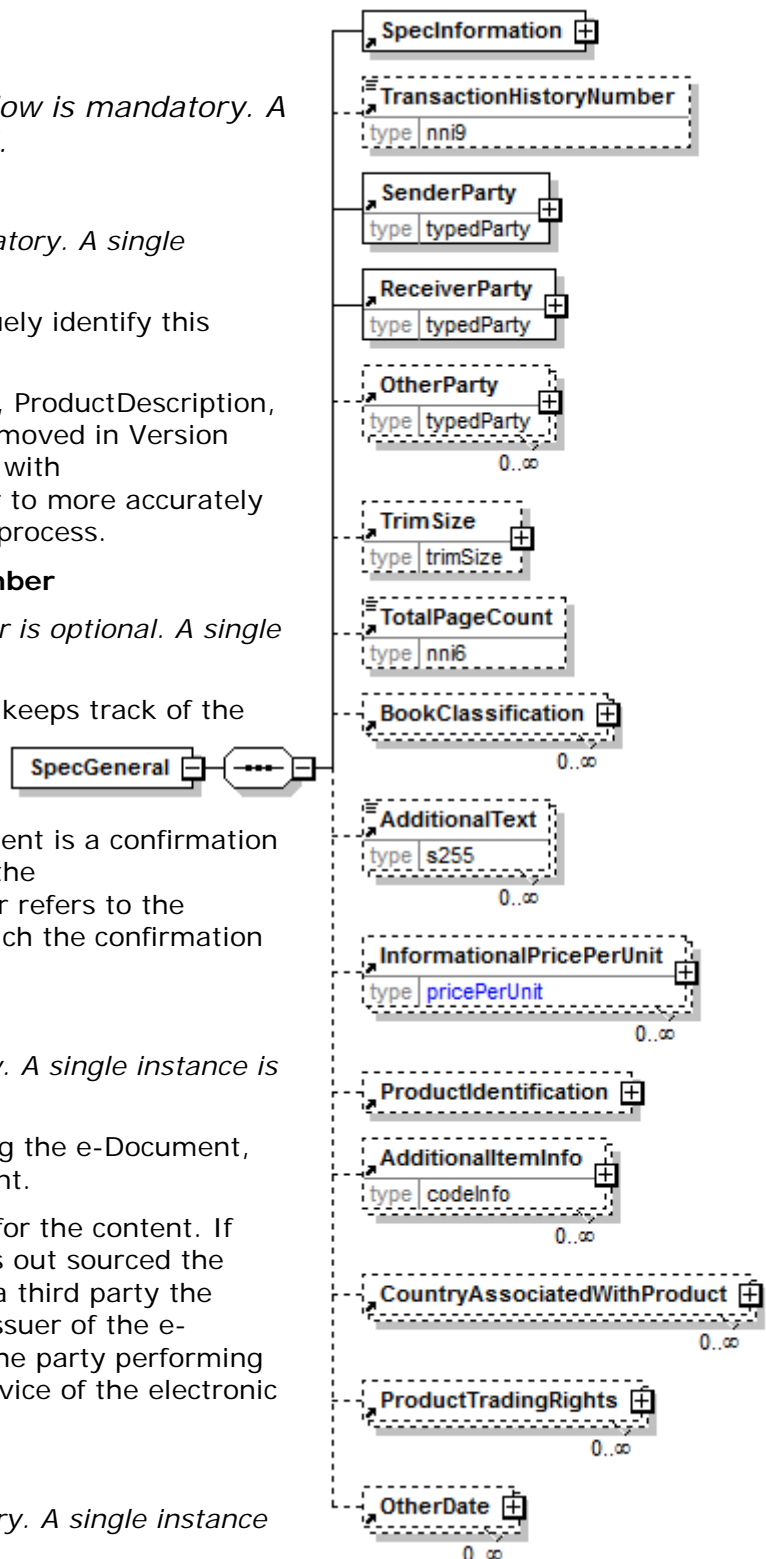 low is mandatory. A
.
atory. A single
uely identify this
, ProductDescription,
moved in Version
with
r to more accurately
process.
nber
r is optional. A single
keeps track of the
ent is a confirmation
the
r refers to the
ich the confirmation
y. A single instance is
g the e-Document,
nt.
for the content. If
s out sourced the
a third party the
ssuer of the e-
he party performing
vice of the electronic
ry. A single instance
SpecGeneral
SpecInformation
TransactionHistoryNumber
type nni9
SenderParty
type typedParty
ReceiverParty
type typedParty
OtherParty
type typedParty
0..∞
TrimSize
type trimSize
TotalPageCount
type nni6
BookClassification
0..∞
AdditionalText
type s255
0..∞
InformationalPricePerUnit
type pricePerUnit
0..∞
ProductIdentification
AdditionalItemInfo
type codeInfo
0..∞
CountryAssociatedWithProduct
0..∞
ProductTradingRights
0..∞
OtherDate
0..∞